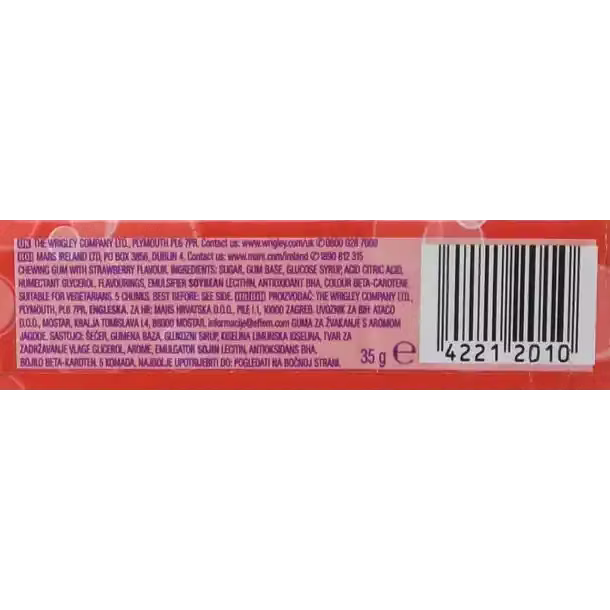 UK THE WRIGLEY COMPANY LTD., PLYMOUTH PL6 7PR. Contact us: www.wrigley.com/uk ✆0800 028 7000
ROI MARS IRELAND LTD, PO BOX 3856, DUBLIN 4. Contact us: www.mars.com/ireland ✆1890 812 315
CHEWING GUM WITH STRAWBERRY FLAVOUR. INGREDIENTS: SUGAR, GUM BASE, GLUCOSE SYRUP, ACID CITRIC ACID,
HUMECTANT GLYCEROL, FLAVOURINGS, EMULSIFIER SOYBEAN LECITHIN, ANTIOXIDANT BHA, COLOUR BETA-CAROTENE.
SUITABLE FOR VEGETARIANS. 5 CHUNKS. BEST BEFORE: SEE SIDE. PROIZVOĐAČ: THE WRIGLEY COMPANY LTD.,
PLYMOUTH, PL6 7PR, ENGLESKA, ZA HR: MARS HRVATSKA D.O.O., PILE I.1, 10000 ZAGREB. UVOZNIK ZA BIH: ATACO
D.O.O., MOSTAR, KRALJA TOMISLAVA L4, 88000 MOSTAR. informacije@effem.com GUMA ZA ŽVAKANJE S AROMOM
JAGODE. SASTOJCI: ŠEĆER, GUMENA BAZA, GLUKOZNI SIRUP, KISELINA LIMUNSKA KISELINA, TVAR ZA
ZADRŽAVANJE VLAGE GLICEROL, AROME, EMULGATOR SOJIN LECITIN, ANTIOKSIDANS BHA,
BOJILO BETA-KAROTEN. 5 KOMADA. NAJBOLJE UPOTRIJEBITI DO: POGLEDATI NA BOČNOJ STRANI.
35 g ℮
4221 2010